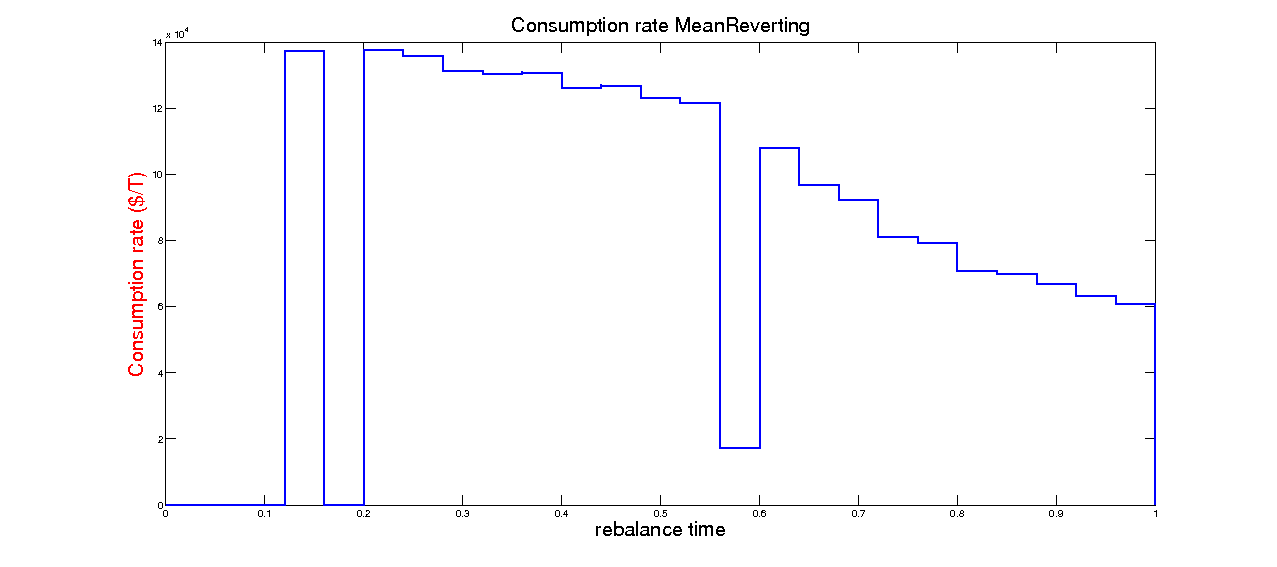 Consumption rate MeanReverting
x 10^4
14
12
10
8
6
4
2
0
Consumption rate ($/T)
0 0.1 0.2 0.3 0.4 0.5 0.6 0.7 0.8 0.9 1
rebalance time